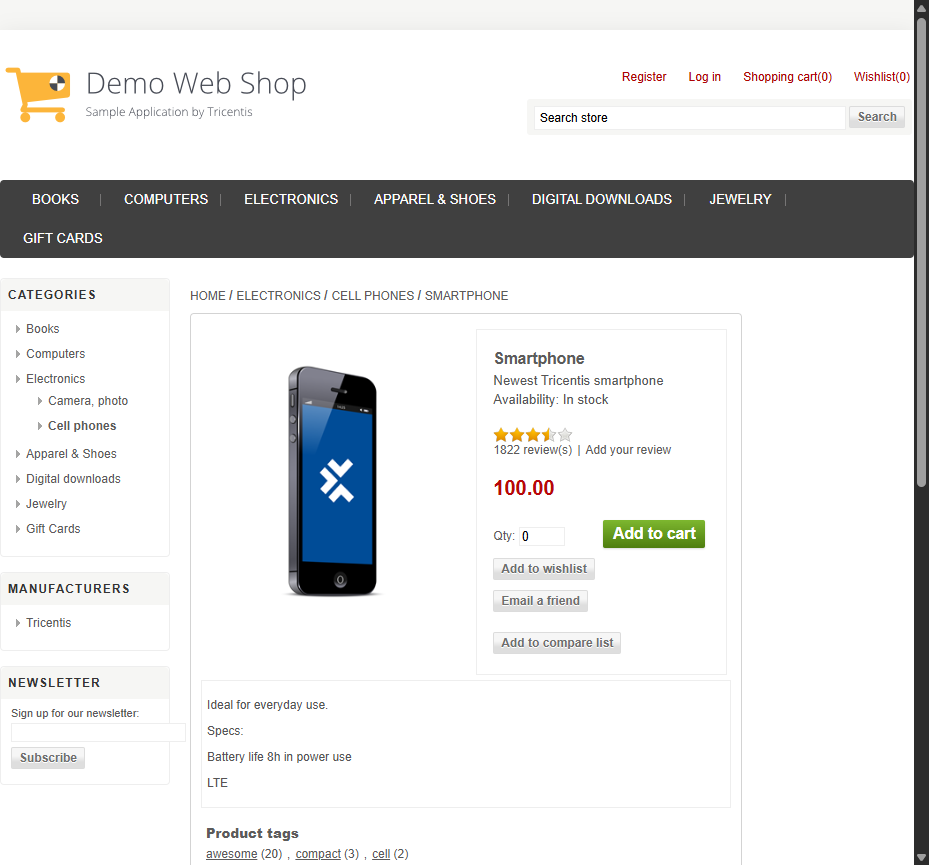 Demo Web Shop
Sample Application by Tricentis
Register Log in Shopping cart(0) Wishlist(0)
Search store Search
BOOKS | COMPUTERS | ELECTRONICS | APPAREL & SHOES | DIGITAL DOWNLOADS | JEWELRY |
GIFT CARDS
CATEGORIES
Books
Computers
Electronics
Camera, photo
Cell phones
Apparel & Shoes
Digital downloads
Jewelry
Gift Cards
MANUFACTURERS
Tricentis
NEWSLETTER
Sign up for our newsletter:
Subscribe
HOME / ELECTRONICS / CELL PHONES / SMARTPHONE
Smartphone
Newest Tricentis smartphone
Availability: In stock
1822 review(s) | Add your review
100.00
Qty: 0 Add to cart
Add to wishlist
Email a friend
Add to compare list
Ideal for everyday use.
Specs:
Battery life 8h in power use
LTE
Product tags
awesome (20) , compact (3) , cell (2)